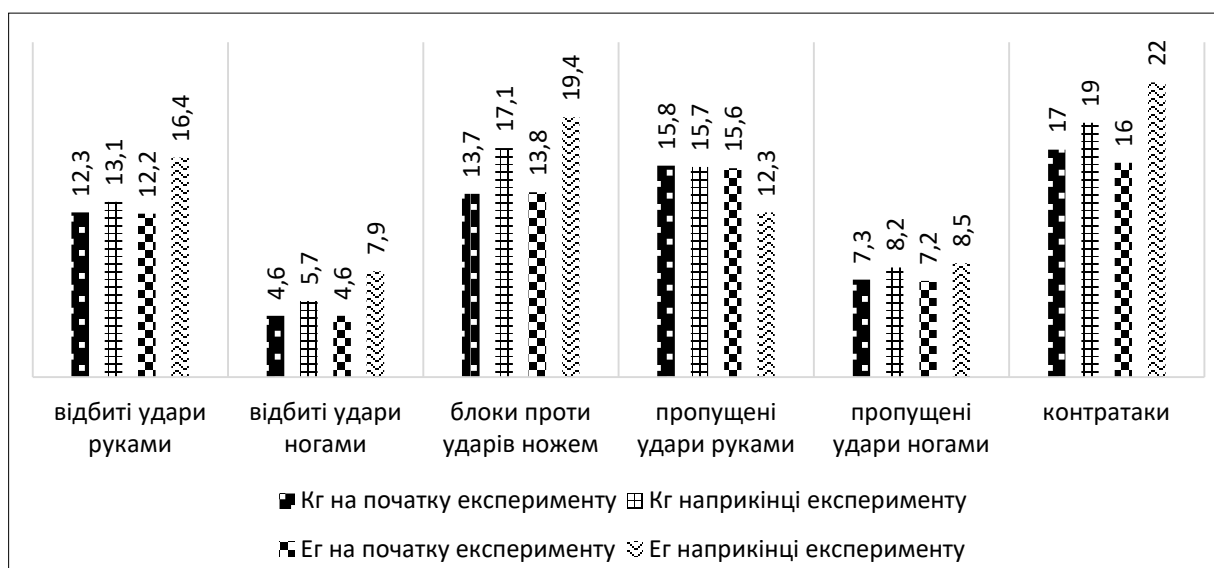 12,3
13,1
12,2
16,4
4,6
5,7
4,6
7,9
13,7
17,1
13,8
19,4
15,8
15,7
15,6
12,3
7,3
8,2
7,2
8,5
17
19
16
22
відбиті удари
руками
відбиті удари
ногами
блоки проти
ударів ножем
пропущені
удари руками
пропущені
удари ногами
контратаки
Кг на початку експерименту
Кг наприкінці експерименту
Ег на початку експерименту
Ег наприкінці експерименту